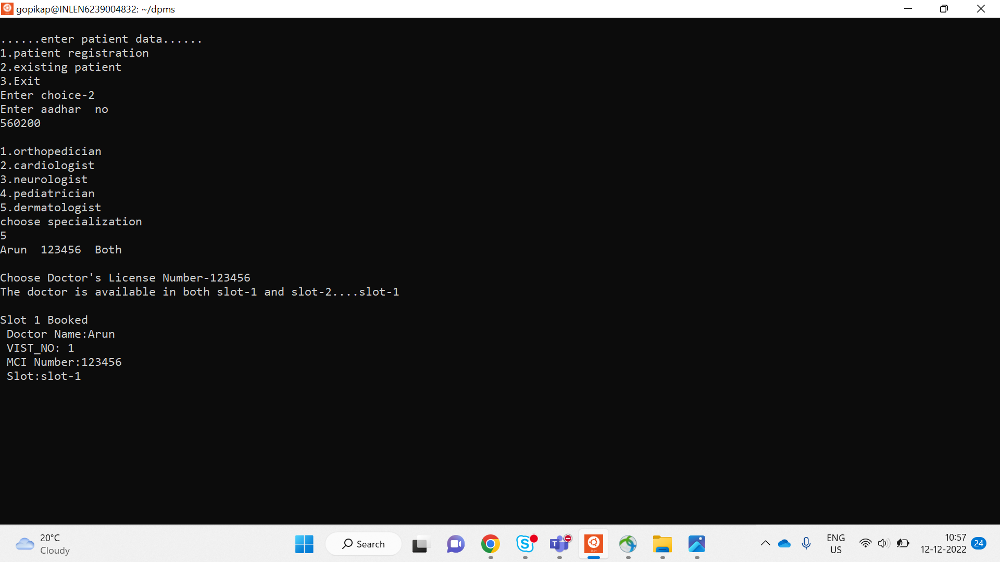 gopikap@INLEN6239004832: ~/dpms
......enter patient data......
1.patient registration
2.existing patient
3.Exit
Enter choice-2
Enter aadhar  no
560200
1.orthopedician
2.cardiologist
3.neurologist
4.pediatrician
5.dermatologist
choose specialization
5
Arun  123456  Both
Choose Doctor's License Number-123456
The doctor is available in both slot-1 and slot-2....slot-1
Slot 1 Booked
Doctor Name:Arun
VIST_NO: 1
MCI Number:123456
Slot:slot-1
20°C
Cloudy
Search
ENG
US
10:57
12-12-2022
24